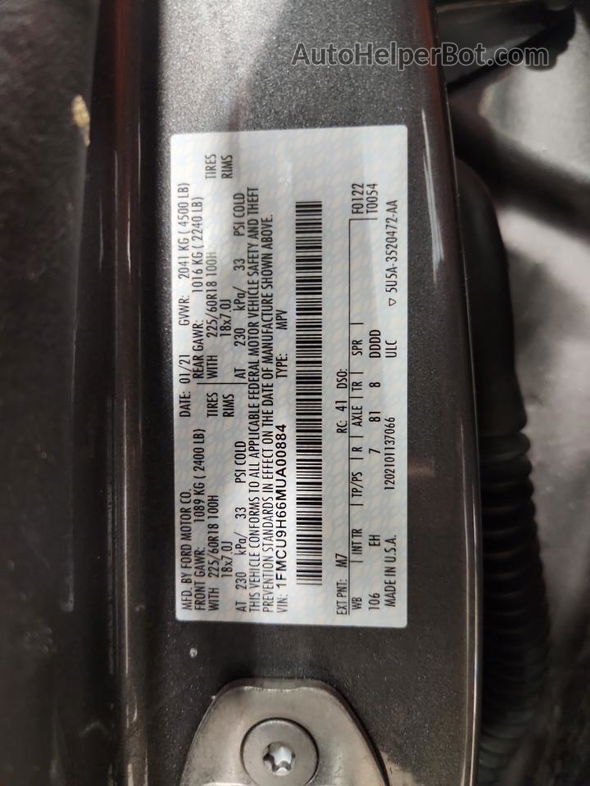 AutoHelperBot.com
MFD. BY FORD MOTOR CO. DATE: 01/21 GVWR: 2041 KG ( 4500 LB)
FRONT GAWR: 1089 KG ( 2400 LB) REAR GAWR: 1016 KG ( 2240 LB)
WITH 225/60R18 100H TIRES WITH 225/60R18 100H TIRES
18x7.0J RIMS 18x7.0J RIMS
AT 230 kPa/ 33 PSI COLD AT 230 kPa/ 33 PSI COLD
THIS VEHICLE CONFORMS TO ALL APPLICABLE FEDERAL MOTOR VEHICLE SAFETY AND THEFT
PREVENTION STANDARDS IN EFFECT ON THE DATE OF MANUFACTURE SHOWN ABOVE.
VIN: 1FMCU9H66MUA00884 TYPE: MPV
EXT PNT: M7 RC: 41 DSO: F0122
WB INT TR TP/PS R AXLE TR SPR T0054
106 EH 7 81 8 DDDD
MADE IN U.S.A. 1202101137066 ULC ▽ 5U5A-3520472-AA